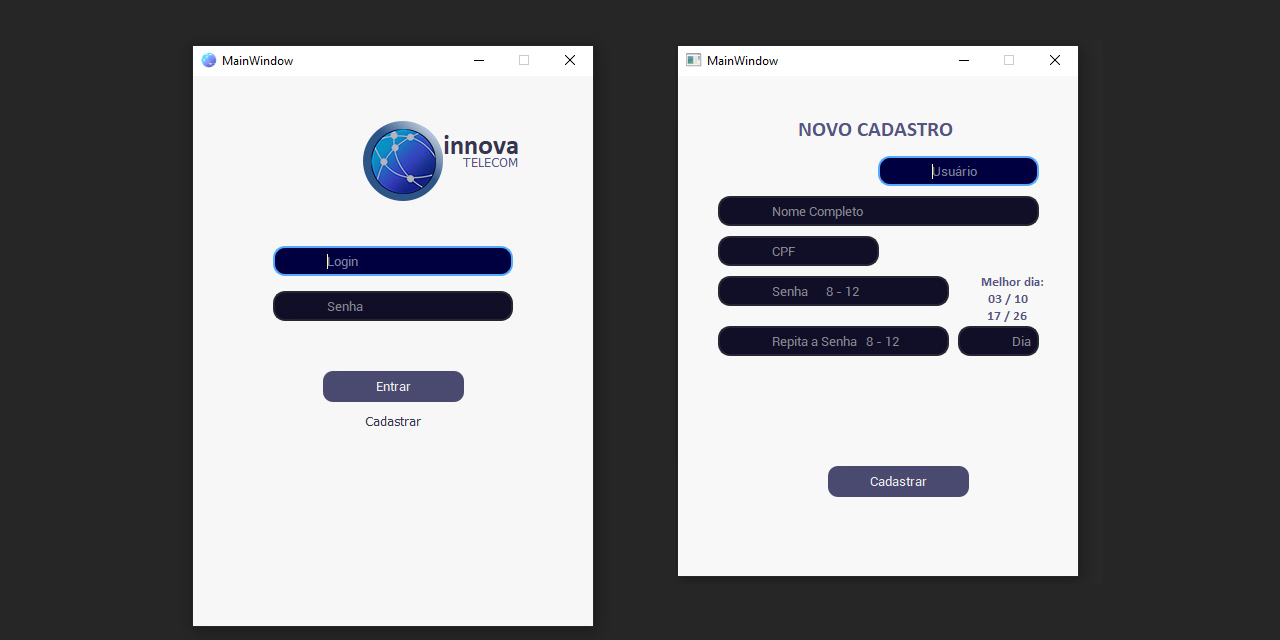 MainWindow
innova
TELECOM
Login
Senha
Entrar
Cadastrar
MainWindow
NOVO CADASTRO
Usuário
Nome Completo
CPF
Senha 8 - 12
Melhor dia:
03 / 10
17 / 26
Repita a Senha 8 - 12
Dia
Cadastrar